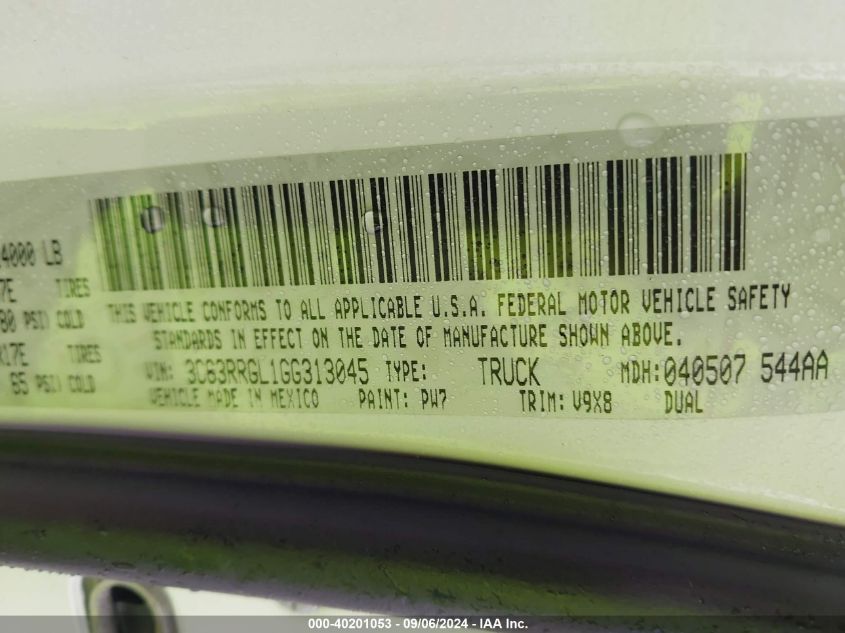 4000 LB
7E TIRES
80 PSI/ COLD
17E TIRES
65 PSI/ COLD
THIS VEHICLE CONFORMS TO ALL APPLICABLE U.S.A. FEDERAL MOTOR VEHICLE SAFETY
STANDARDS IN EFFECT ON THE DATE OF MANUFACTURE SHOWN ABOVE.
VIN: 3C63RRGL1GG313045 TYPE: TRUCK MDH:040507 544AA
VEHICLE MADE IN MEXICO PAINT: PW7 TRIM: V9X8 DUAL
000-40201053 - 09/06/2024 - IAA Inc.